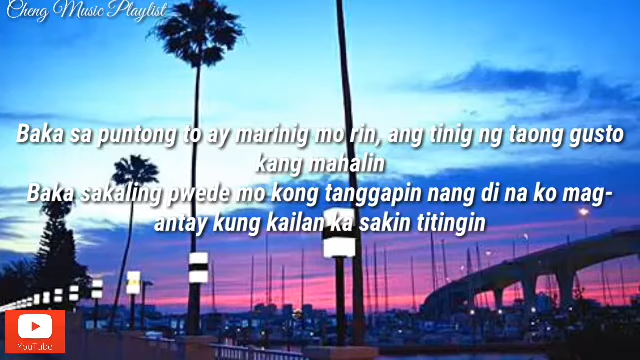 Cheng Music Playlist
Baka sa puntong to ay marinig mo rin, ang tinig ng taong gusto
kang mahalin
Baka sakaling pwede mo kong tanggapin nang di na ko mag-
antay kung kailan ka sakin titingin
YouTube